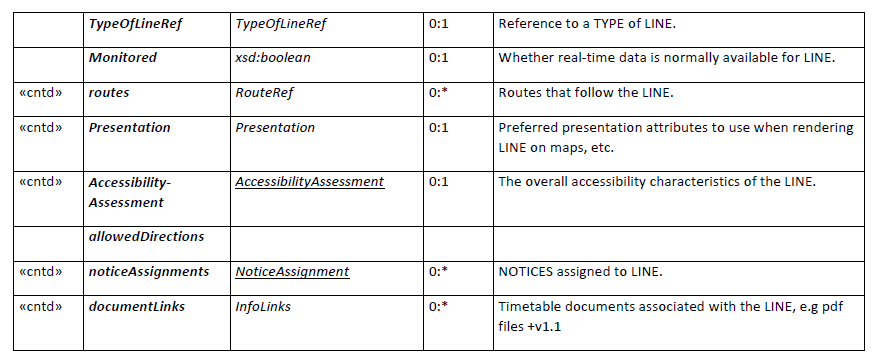 TypeOfLineRef TypeOfLineRef 0:1 Reference to a TYPE of LINE.
Monitored xsd:boolean 0:1 Whether real-time data is normally available for LINE.
«cntd» routes RouteRef 0:* Routes that follow the LINE.
«cntd» Presentation Presentation 0:1 Preferred presentation attributes to use when rendering
LINE on maps, etc.
«cntd» Accessibility- AccessibilityAssessment 0:1 The overall accessibility characteristics of the LINE.
Assessment
allowedDirections
«cntd» noticeAssignments NoticeAssignment 0:* NOTICES assigned to LINE.
«cntd» documentLinks InfoLinks 0:* Timetable documents associated with the LINE, e.g pdf
files +v1.1